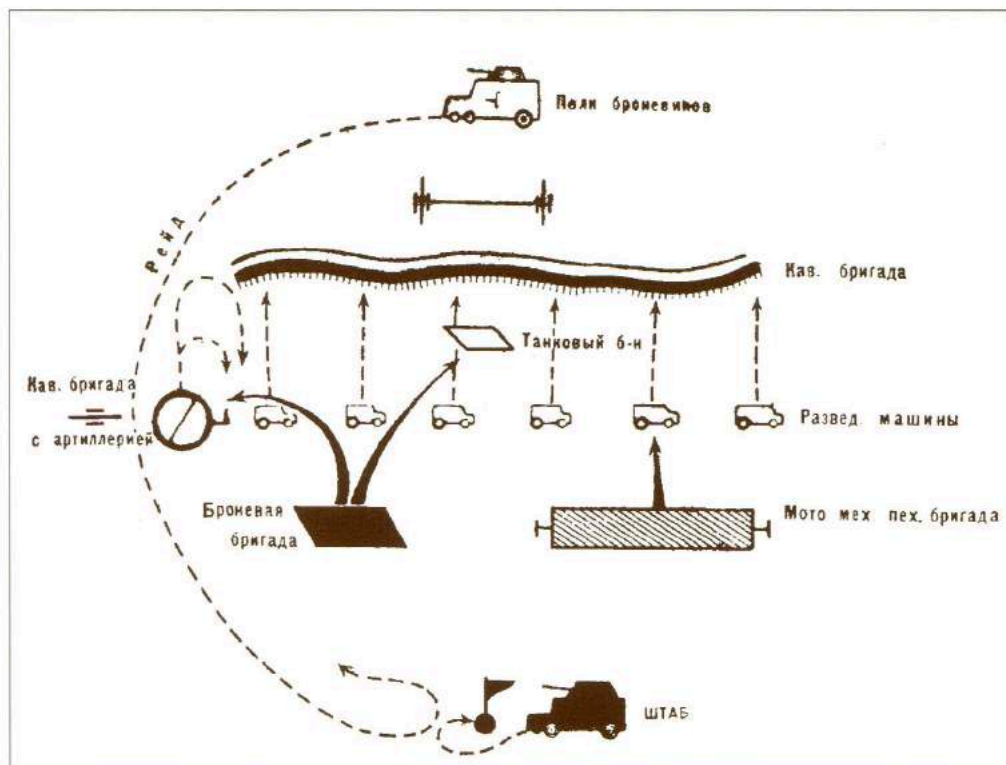 Полк броневиков
Рейд
Кав. бригада
Танковый б-н
Кав. бригада
с артиллерией
Развед. машины
Броневая
бригада
Мото мех. пех. бригада
ШТАБ